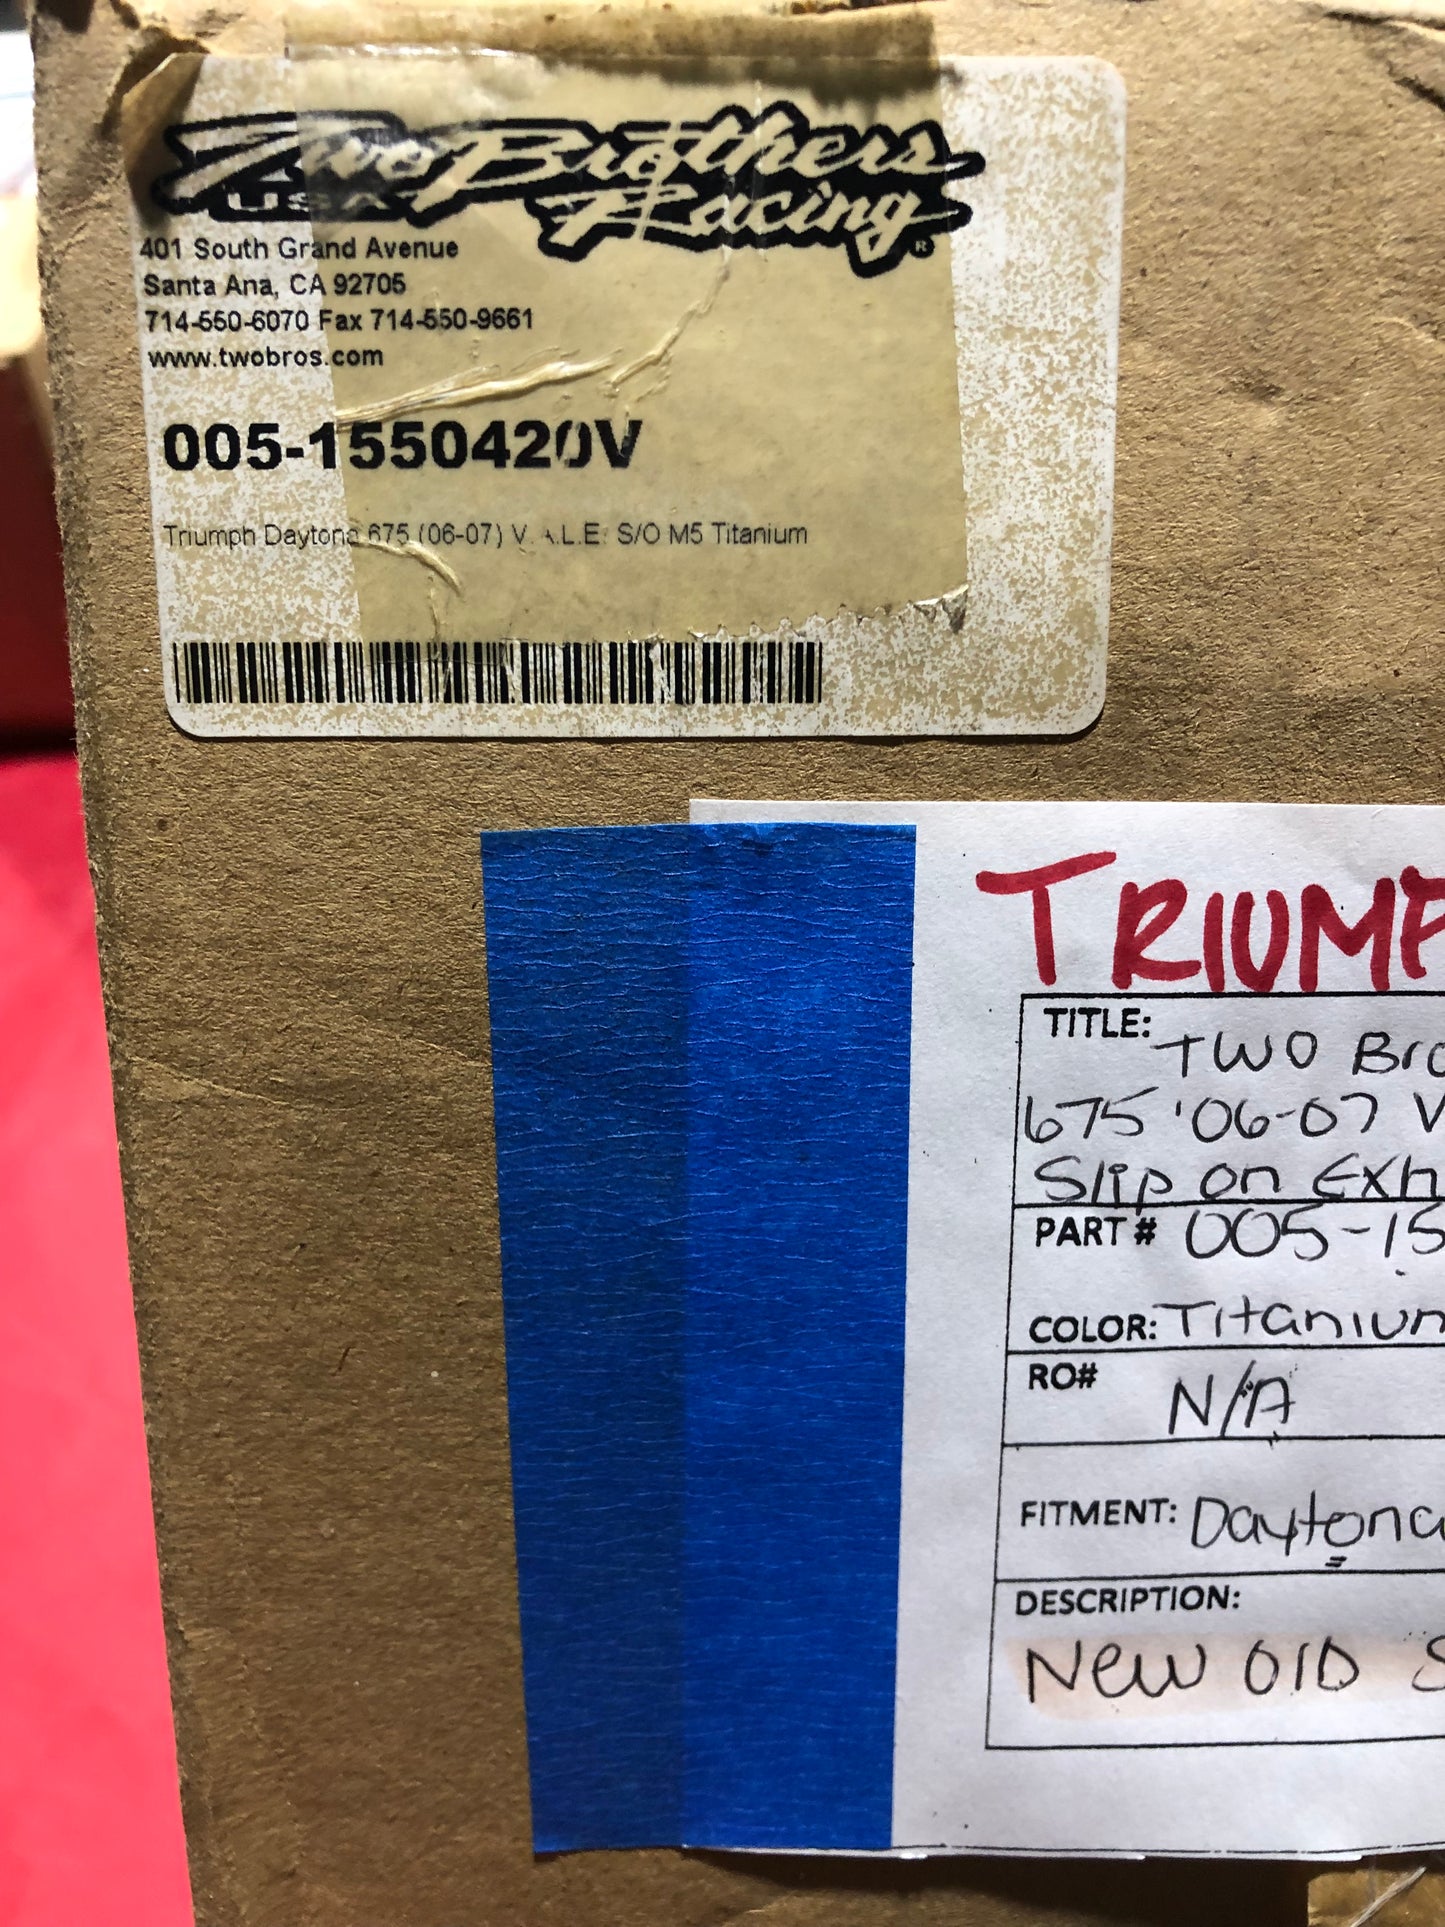 Two Brothers
USA Racing ®
401 South Grand Avenue
Santa Ana, CA 92705
714-550-6070 Fax 714-550-9661
www.twobros.com
005-1550420V
Triumph Daytona 675 (06-07) V.A.L.E. S/O M5 Titanium
TRIUMP
TITLE: TWO Bro
675 '06-07 V
Slip on Exh
PART # 005-15
COLOR: Titanium
RO# N/A
FITMENT: Daytona
DESCRIPTION:
New Old S